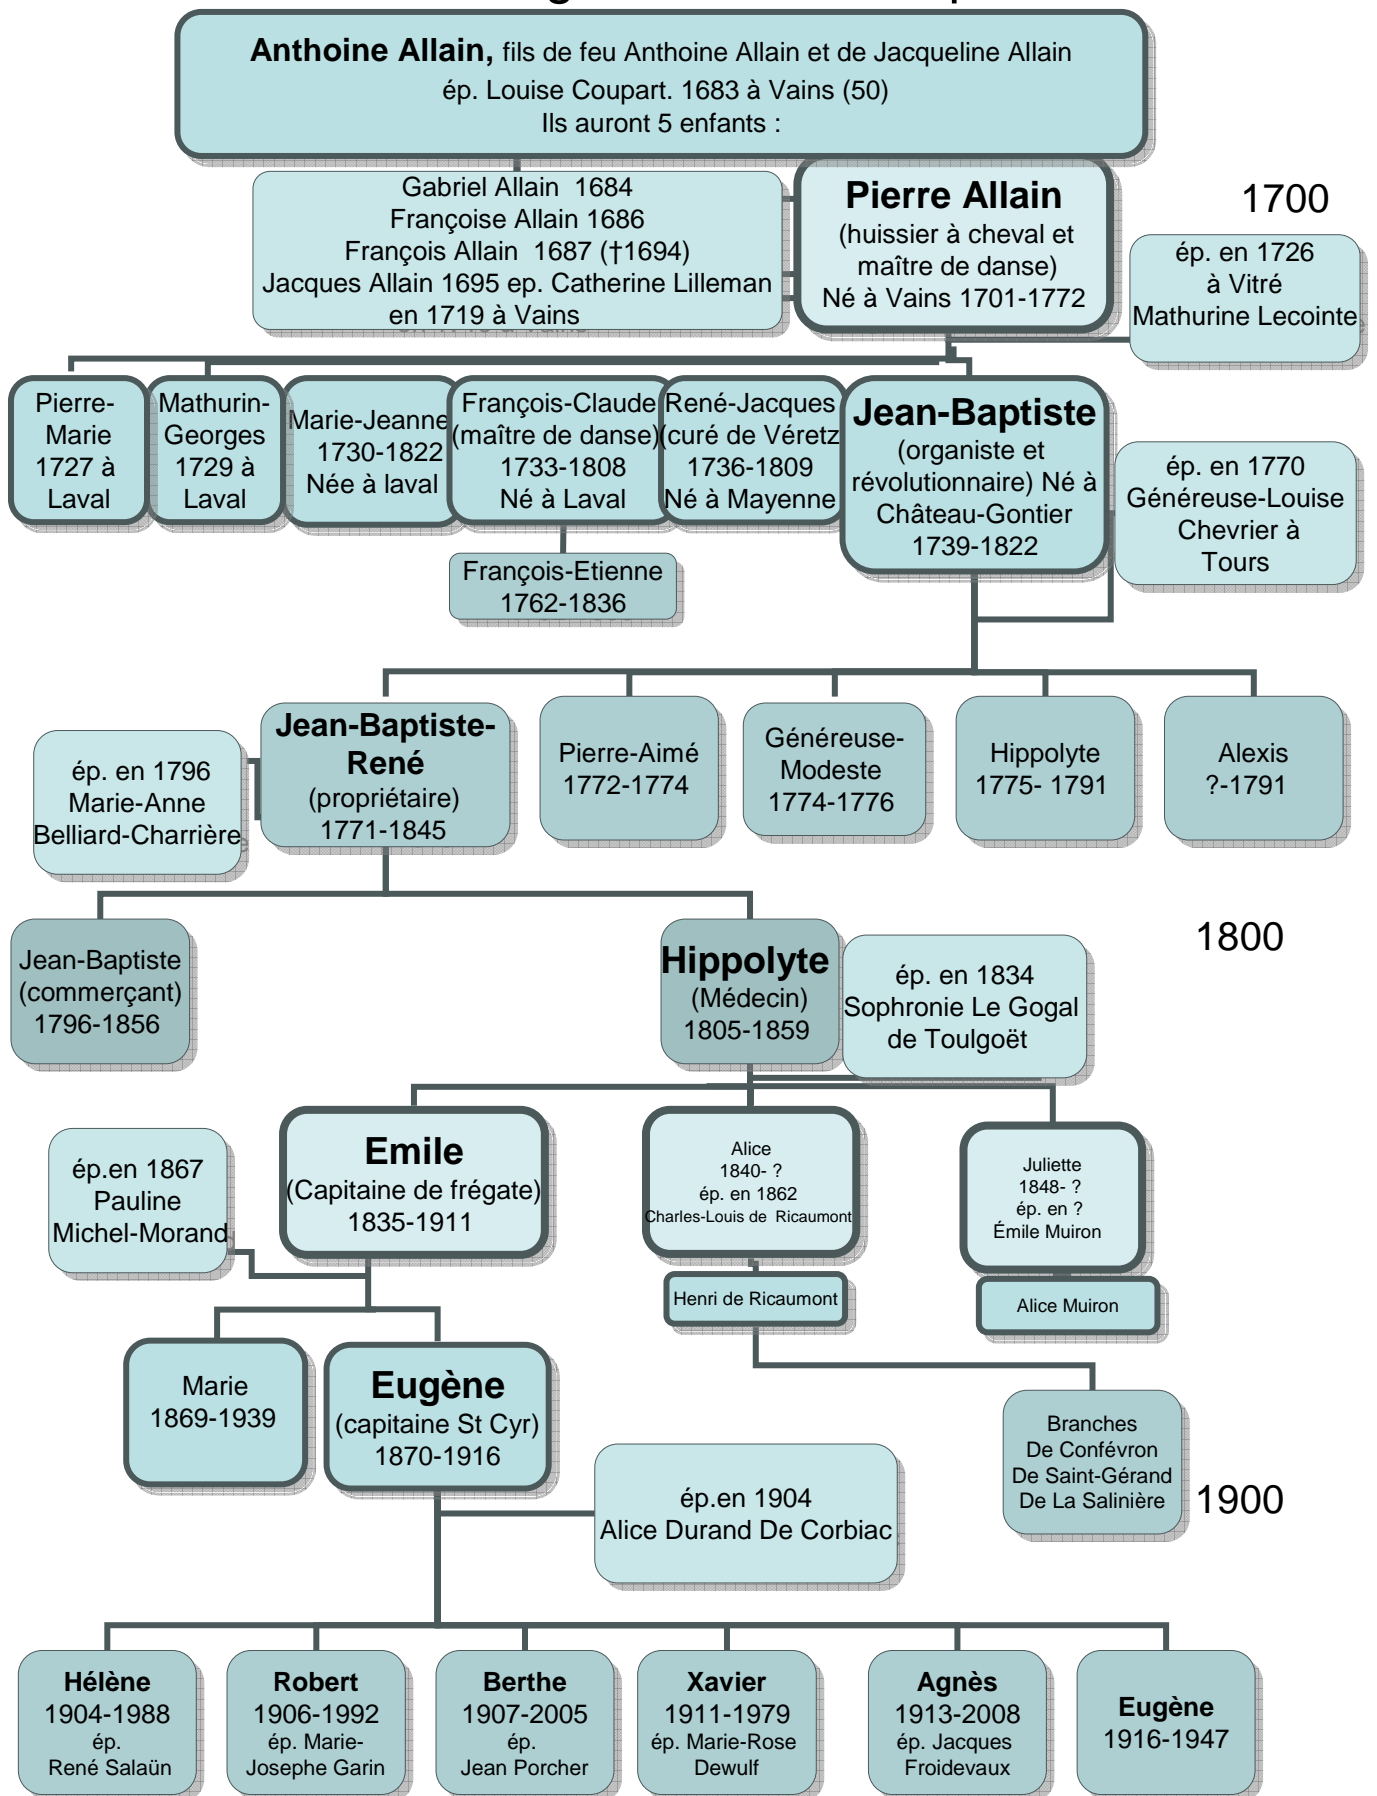 Anthoine Allain, fils de feu Anthoine Allain et de Jacqueline Allain
ép. Louise Coupart. 1683 à Vains (50)
Ils auront 5 enfants :
Gabriel Allain 1684
Françoise Allain 1686
François Allain 1687 (†1694)
Jacques Allain 1695 ep. Catherine Lilleman
en 1719 à Vains
Pierre Allain
(huissier à cheval et
maître de danse)
Né à Vains 1701-1772
1700
ép. en 1726
à Vitré
Mathurine Lecointe
Pierre-
Marie
1727 à
Laval
Mathurin-
Georges
1729 à
Laval
Marie-Jeanne
1730-1822
Née à laval
François-Claude
(maître de danse)
1733-1808
Né à Laval
René-Jacques
(curé de Véretz
1736-1809
Né à Mayenne
Jean-Baptiste
(organiste et
révolutionnaire) Né à
Château-Gontier
1739-1822
ép. en 1770
Généreuse-Louise
Chevrier à
Tours
François-Etienne
1762-1836
Jean-Baptiste-
René
(propriétaire)
1771-1845
ép. en 1796
Marie-Anne
Belliard-Charrière
Pierre-Aimé
1772-1774
Généreuse-
Modeste
1774-1776
Hippolyte
1775- 1791
Alexis
?-1791
Jean-Baptiste
(commerçant)
1796-1856
Hippolyte
(Médecin)
1805-1859
ép. en 1834
Sophronie Le Gogal
de Toulgoët
1800
ép.en 1867
Pauline
Michel-Morand
Emile
(Capitaine de frégate)
1835-1911
Alice
1840- ?
ép. en 1862
Charles-Louis de Ricaumont
Juliette
1848- ?
ép. en ?
Émile Muiron
Henri de Ricaumont
Alice Muiron
Marie
1869-1939
Eugène
(capitaine St Cyr)
1870-1916
Branches
De Confévron
De Saint-Gérand
De La Salinière
1900
ép.en 1904
Alice Durand De Corbiac
Hélène
1904-1988
ép.
René Salaün
Robert
1906-1992
ép. Marie-
Josephe Garin
Berthe
1907-2005
ép.
Jean Porcher
Xavier
1911-1979
ép. Marie-Rose
Dewulf
Agnès
1913-2008
ép. Jacques
Froidevaux
Eugène
1916-1947